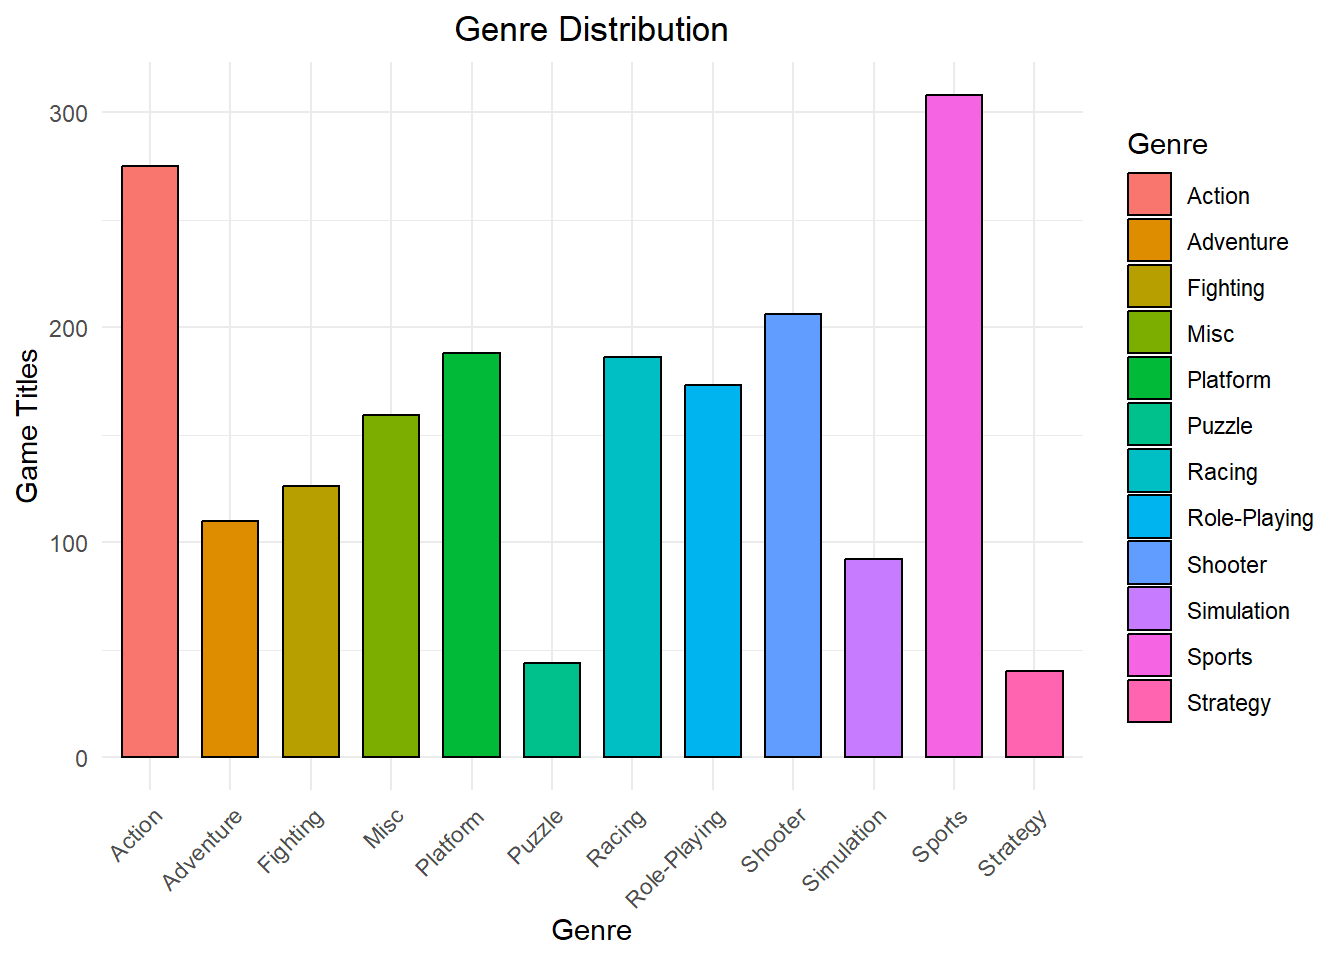 Genre Distribution
Game Titles
300
200
100
0
Action
Adventure
Fighting
Misc
Platform
Puzzle
Racing
Role-Playing
Shooter
Simulation
Sports
Strategy
Genre
Genre
Action
Adventure
Fighting
Misc
Platform
Puzzle
Racing
Role-Playing
Shooter
Simulation
Sports
Strategy